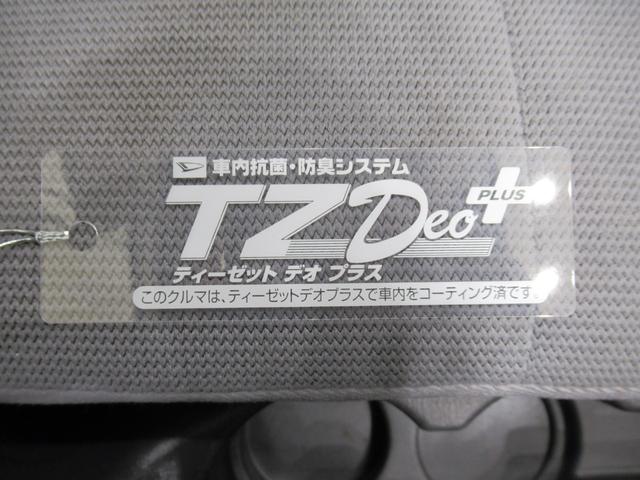 車内抗菌・防臭システム
TZ Deo PLUS
ティーゼット デオ プラス
このクルマは、ティーゼットデオプラスで車内をコーティング済です。